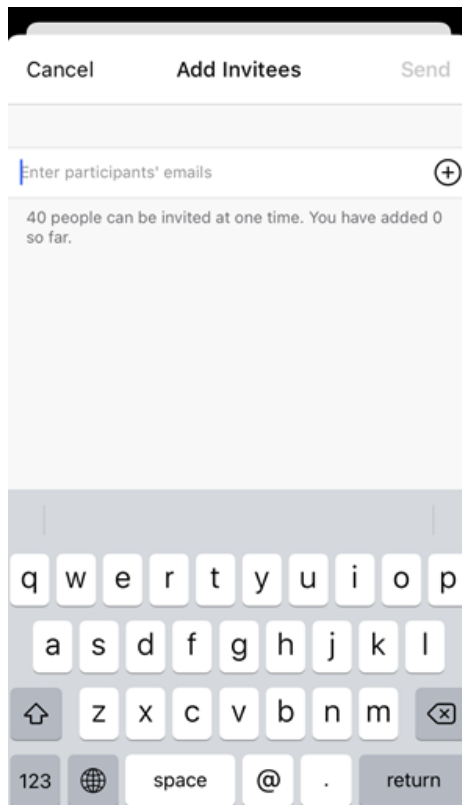 Cancel Add Invitees Send
Enter participants' emails
40 people can be invited at one time. You have added 0
so far.
q w e r t y u i o p
a s d f g h j k l
z x c v b n m
123 space @ . return